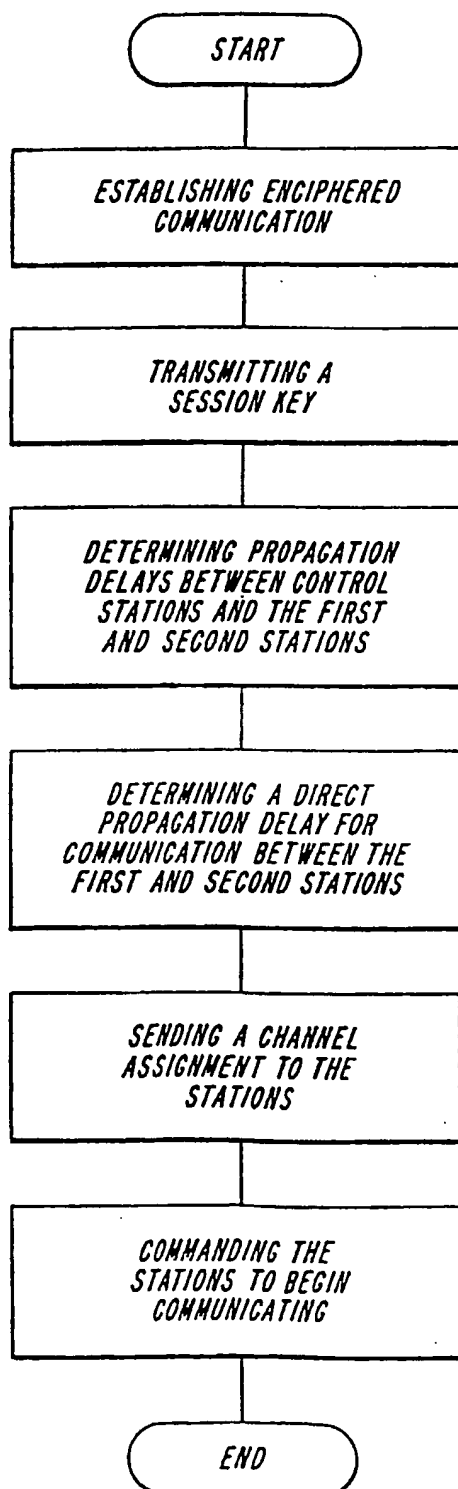 START
ESTABLISHING ENCIPHERED
COMMUNICATION
TRANSMITTING A
SESSION KEY
DETERMINING PROPAGATION
DELAYS BETWEEN CONTROL
STATIONS AND THE FIRST
AND SECOND STATIONS
DETERMINING A DIRECT
PROPAGATION DELAY FOR
COMMUNICATION BETWEEN THE
FIRST AND SECOND STATIONS
SENDING A CHANNEL
ASSIGNMENT TO THE
STATIONS
COMMANDING THE
STATIONS TO BEGIN
COMMUNICATING
END